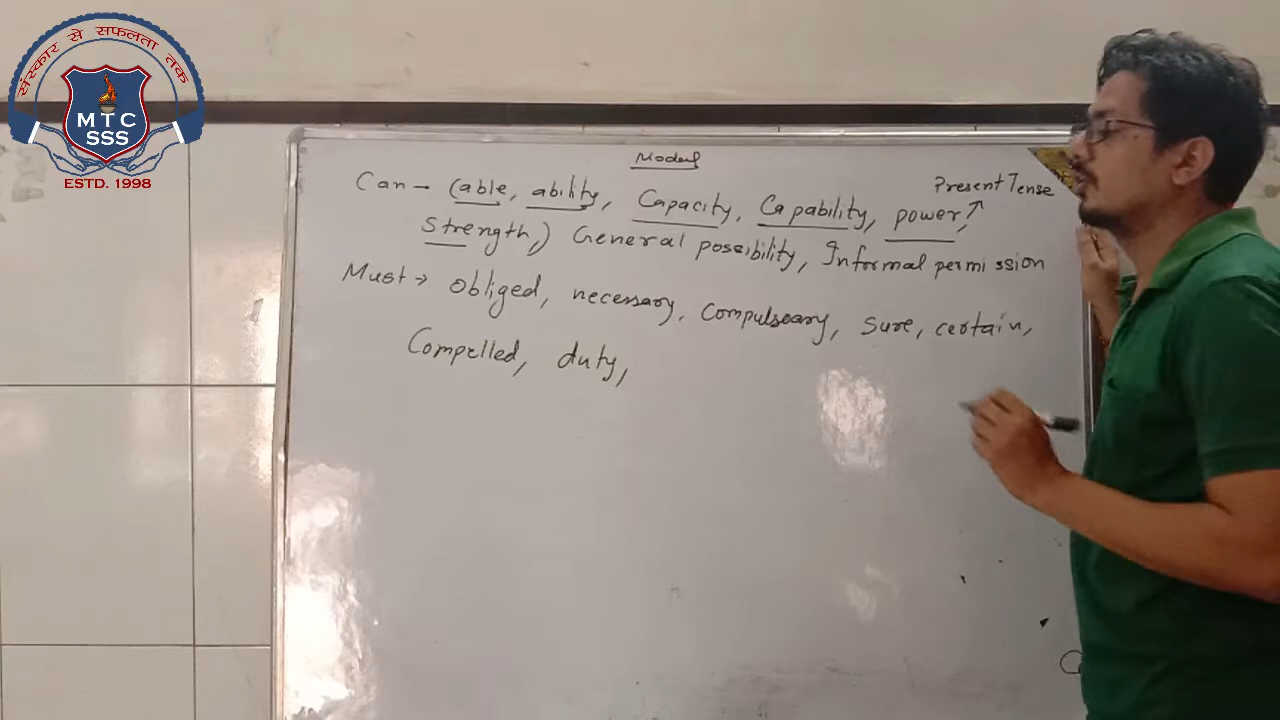 संस्कार से सफलता तक
MTC
SSS
ESTD. 1998
Modal
Present Tense
Can → (able, ability, Capacity, Capability, power,
Strength,) General possibility, Informal permission
Must → Obliged, necessary, Compulsoary, Sure, certain,
Compelled, duty,